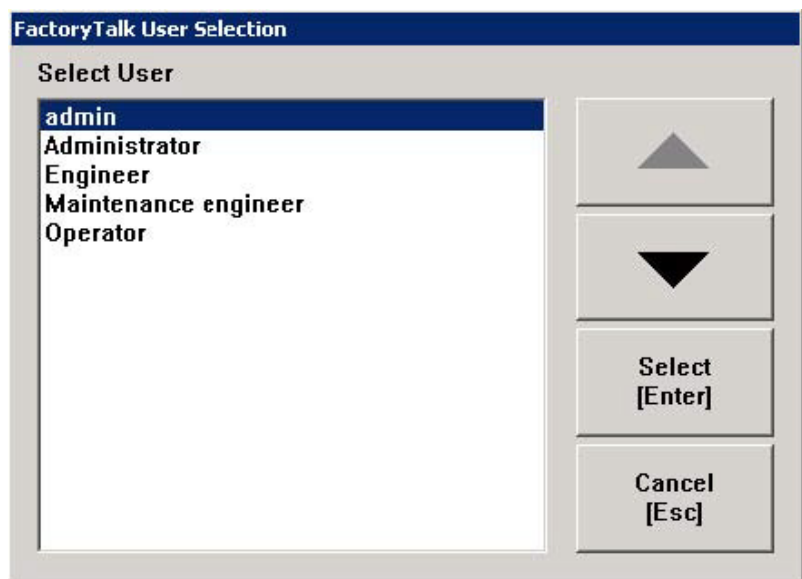 FactoryTalk User Selection
Select User
admin
Administrator
Engineer
Maintenance engineer
Operator
Select
[Enter]
Cancel
[Esc]